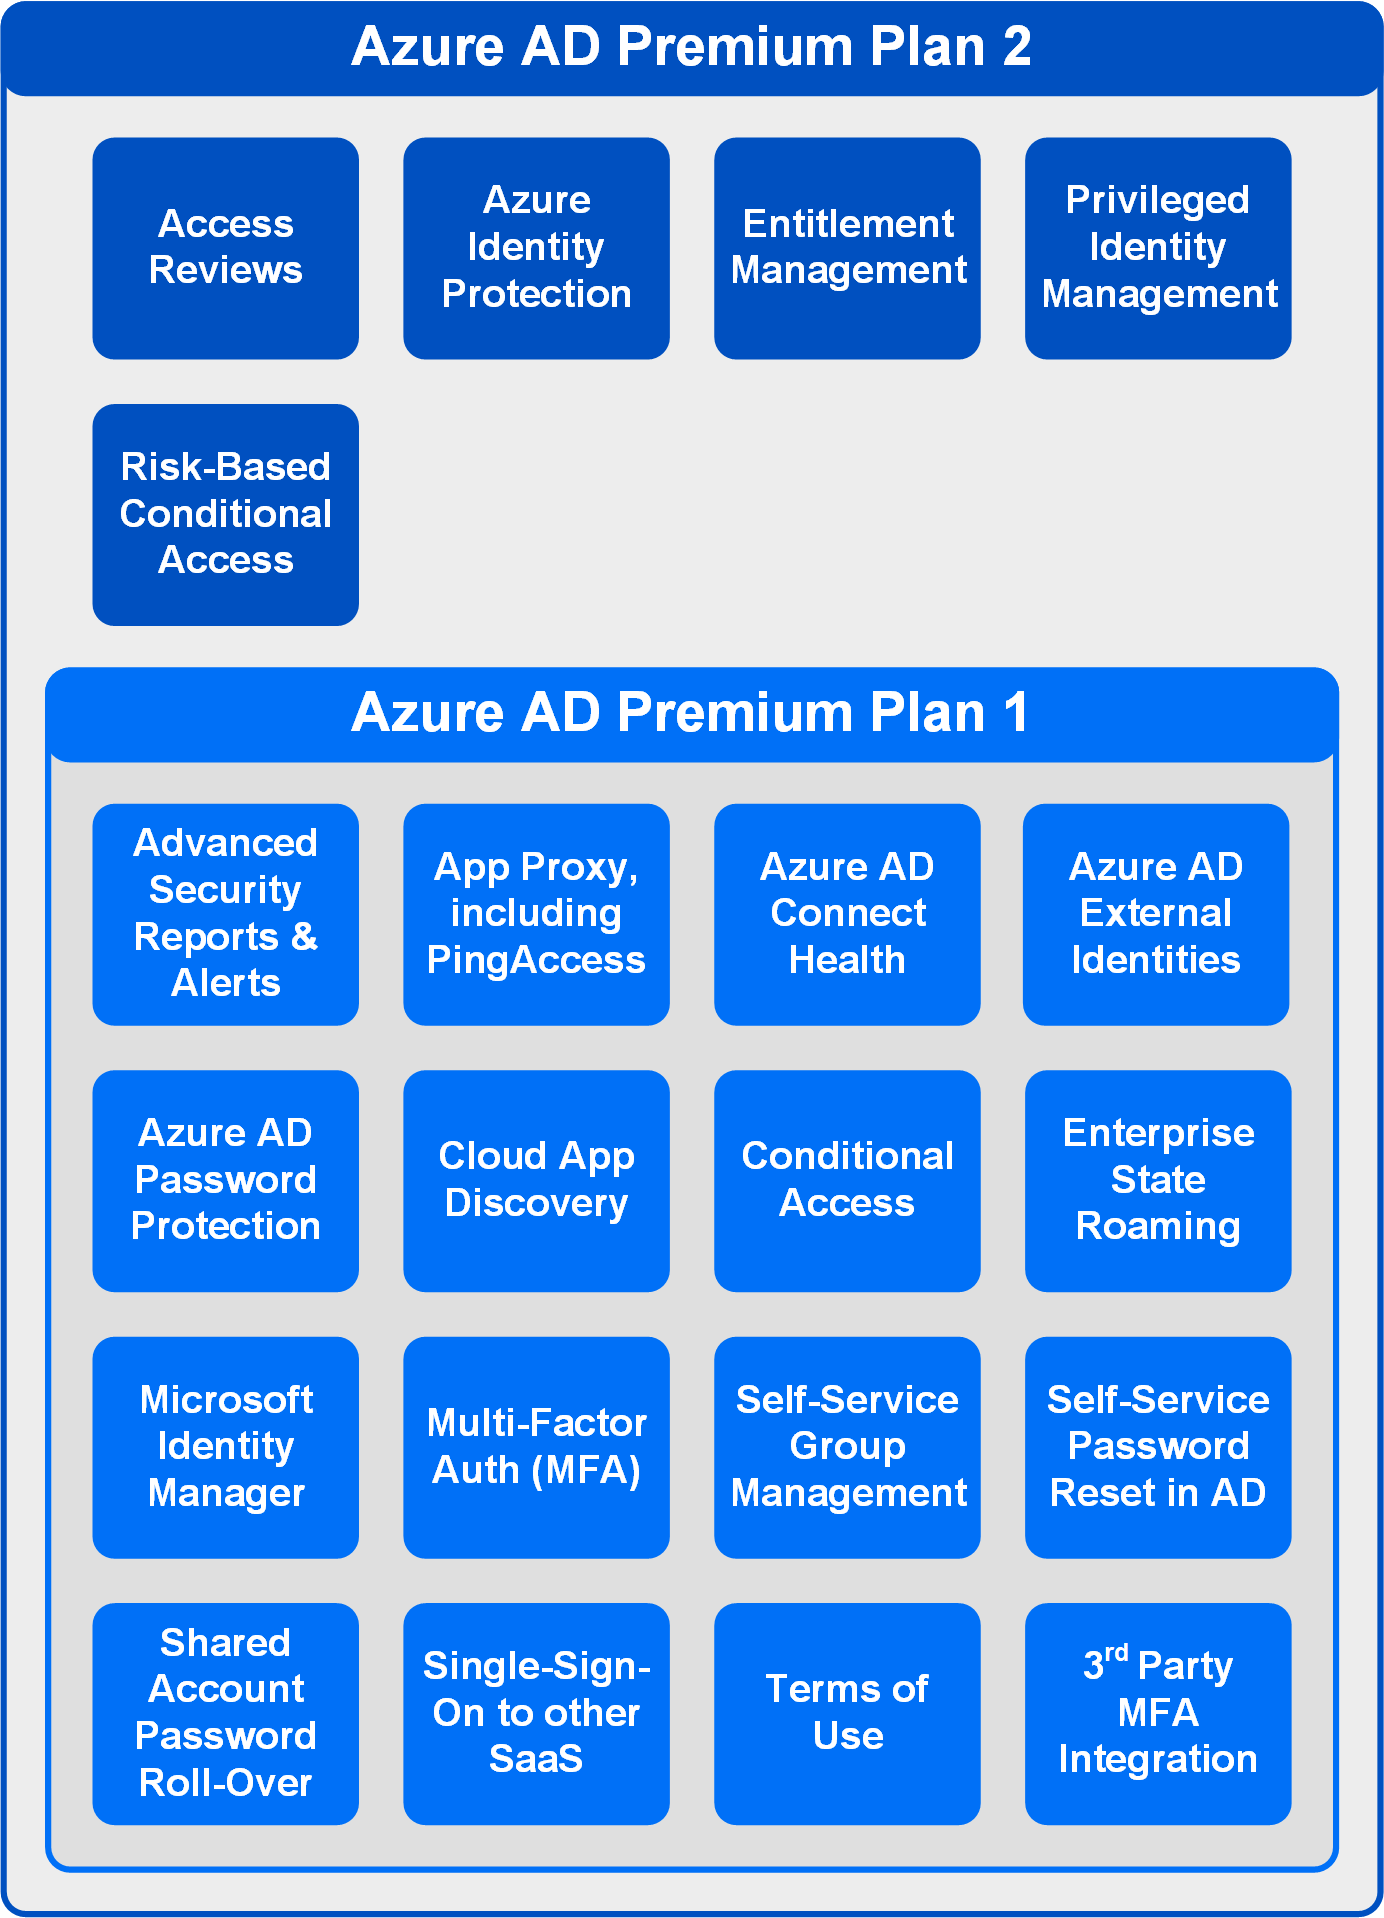 Azure AD Premium Plan 2
Access
Reviews
Azure
Identity
Protection
Entitlement
Management
Privileged
Identity
Management
Risk-Based
Conditional
Access
Azure AD Premium Plan 1
Advanced
Security
Reports &
Alerts
App Proxy,
including
PingAccess
Azure AD
Connect
Health
Azure AD
External
Identities
Azure AD
Password
Protection
Cloud App
Discovery
Conditional
Access
Enterprise
State
Roaming
Microsoft
Identity
Manager
Multi-Factor
Auth (MFA)
Self-Service
Group
Management
Self-Service
Password
Reset in AD
Shared
Account
Password
Roll-Over
Single-Sign-
On to other
SaaS
Terms of
Use
3rd Party
MFA
Integration